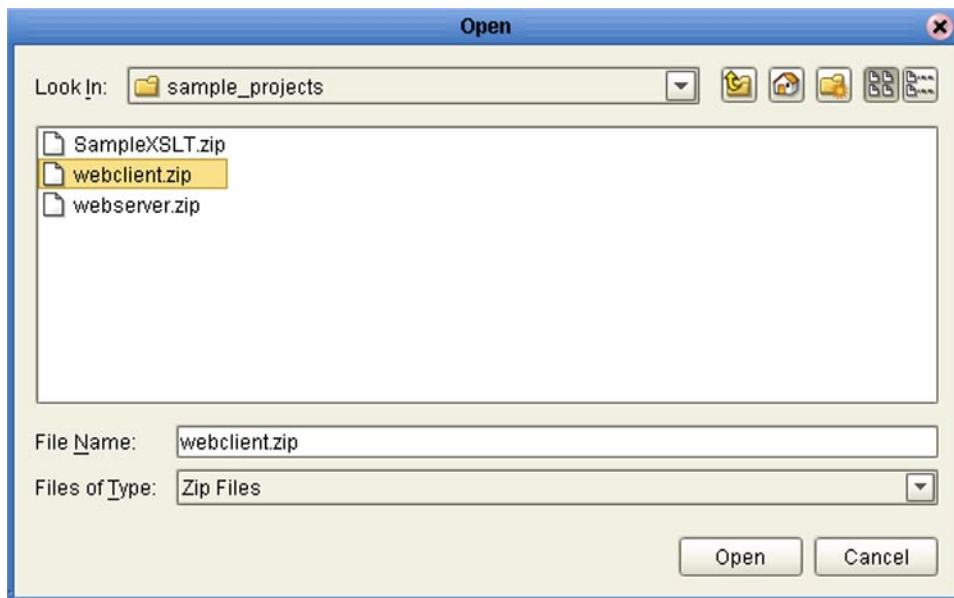 Open
Look In: sample_projects
SampleXSLT.zip
webclient.zip
webserver.zip
File Name: webclient.zip
Files of Type: Zip Files
Open Cancel